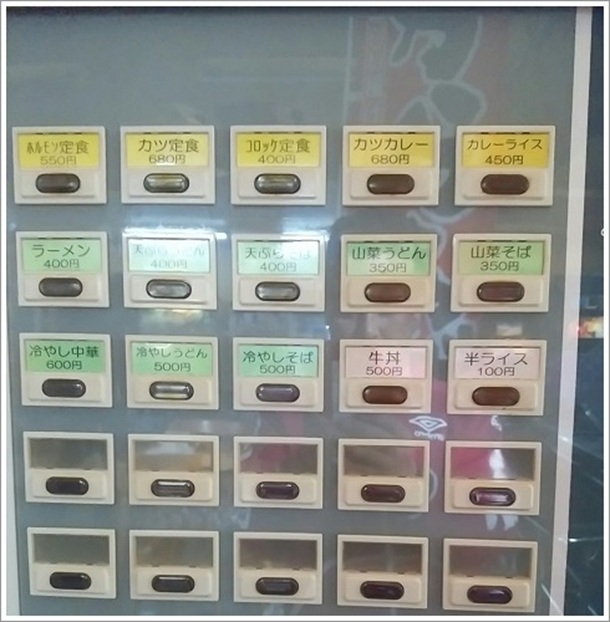 ホルモン定食
550円
カツ定食
680円
コロッケ定食
400円
カツカレー
680円
カレーライス
450円
ラーメン
400円
天ぷらうどん
400円
天ぷらそば
400円
山菜うどん
350円
山菜そば
350円
冷やし中華
600円
冷やしうどん
500円
冷やしそば
500円
牛丼
500円
半ライス
100円